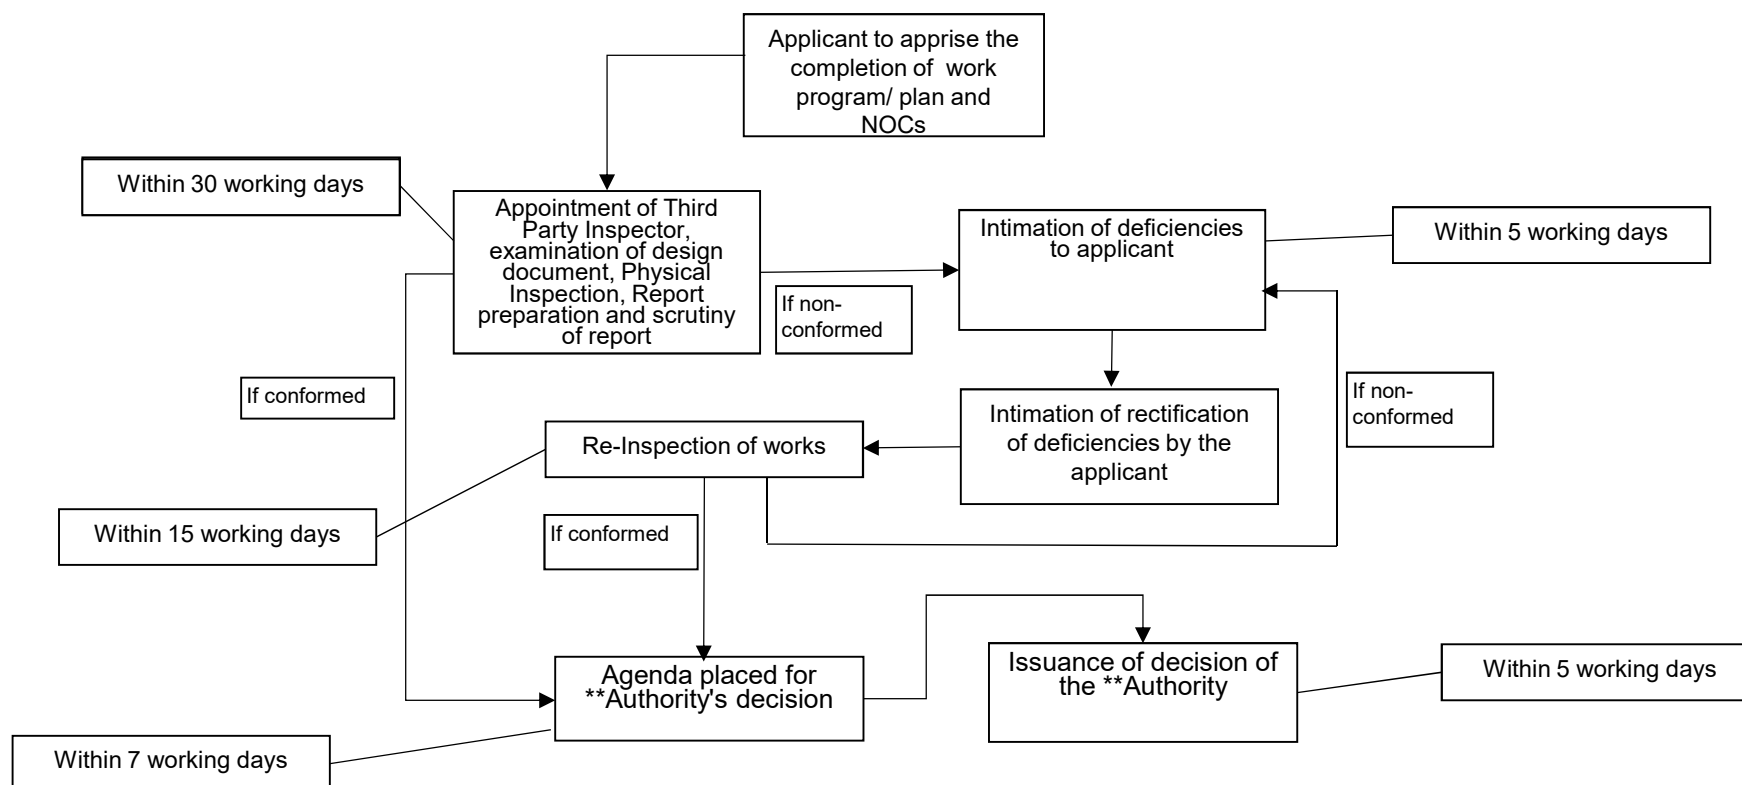 Applicant to apprise the
completion of work
program/ plan and
NOCs
Within 30 working days
Appointment of Third
Party Inspector,
examination of design
document, Physical
Inspection, Report
preparation and scrutiny
of report
Intimation of deficiencies
to applicant
Within 5 working days
If non-
conformed
If conformed
Intimation of rectification
of deficiencies by the
applicant
If non-
conformed
Re-Inspection of works
Within 15 working days
If conformed
Agenda placed for
**Authority's decision
Issuance of decision of
the **Authority
Within 5 working days
Within 7 working days